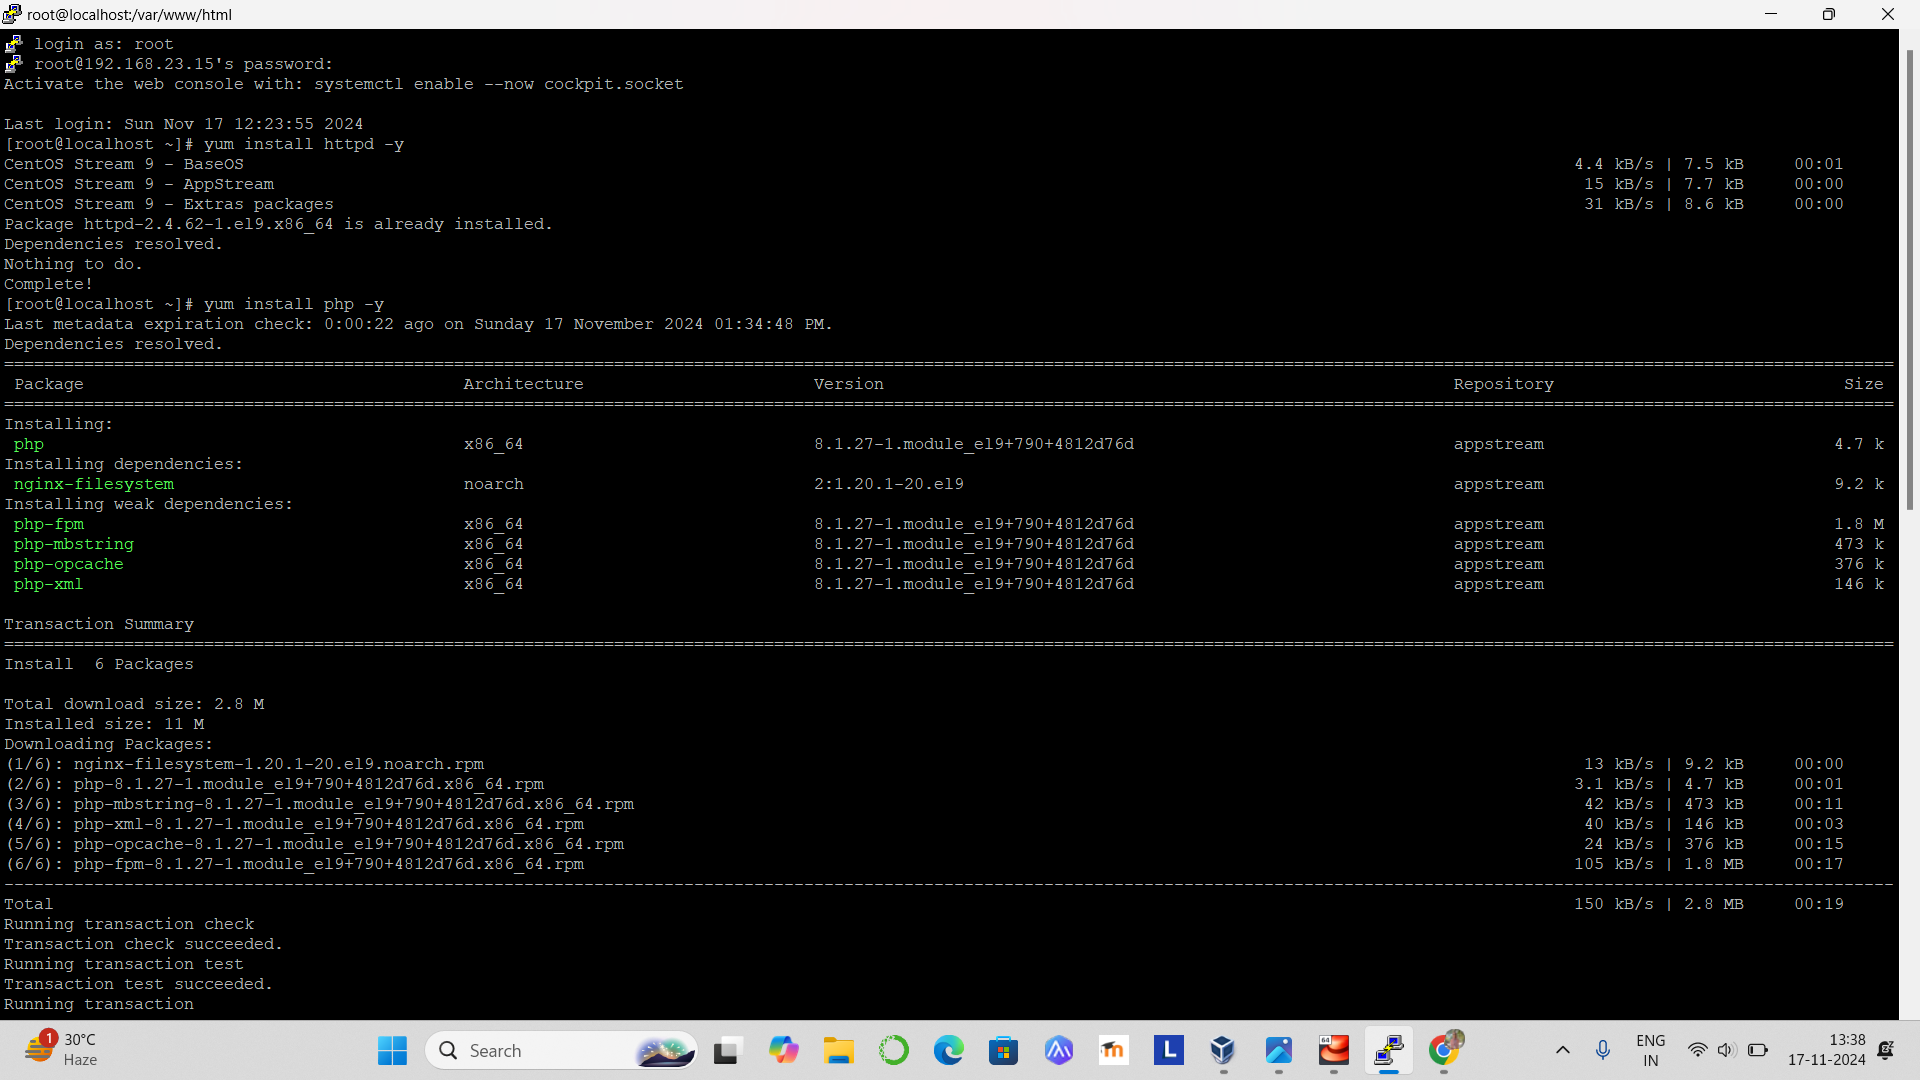 root@localhost:/var/www/html
login as: root
root@192.168.23.15's password:
Activate the web console with: systemctl enable --now cockpit.socket
Last login: Sun Nov 17 12:23:55 2024
[root@localhost ~]# yum install httpd -y
CentOS Stream 9 - BaseOS 4.4 kB/s | 7.5 kB 00:01
CentOS Stream 9 - AppStream 15 kB/s | 7.7 kB 00:00
CentOS Stream 9 - Extras packages 31 kB/s | 8.6 kB 00:00
Package httpd-2.4.62-1.el9.x86_64 is already installed.
Dependencies resolved.
Nothing to do.
Complete!
[root@localhost ~]# yum install php -y
Last metadata expiration check: 0:00:22 ago on Sunday 17 November 2024 01:34:48 PM.
Dependencies resolved.
Package Architecture Version Repository Size
Installing:
php x86_64 8.1.27-1.module_el9+790+4812d76d appstream 4.7 k
Installing dependencies:
nginx-filesystem noarch 2:1.20.1-20.el9 appstream 9.2 k
Installing weak dependencies:
php-fpm x86_64 8.1.27-1.module_el9+790+4812d76d appstream 1.8 M
php-mbstring x86_64 8.1.27-1.module_el9+790+4812d76d appstream 473 k
php-opcache x86_64 8.1.27-1.module_el9+790+4812d76d appstream 376 k
php-xml x86_64 8.1.27-1.module_el9+790+4812d76d appstream 146 k
Transaction Summary
Install 6 Packages
Total download size: 2.8 M
Installed size: 11 M
Downloading Packages:
(1/6): nginx-filesystem-1.20.1-20.el9.noarch.rpm 13 kB/s | 9.2 kB 00:00
(2/6): php-8.1.27-1.module_el9+790+4812d76d.x86_64.rpm 3.1 kB/s | 4.7 kB 00:01
(3/6): php-mbstring-8.1.27-1.module_el9+790+4812d76d.x86_64.rpm 42 kB/s | 473 kB 00:11
(4/6): php-xml-8.1.27-1.module_el9+790+4812d76d.x86_64.rpm 40 kB/s | 146 kB 00:03
(5/6): php-opcache-8.1.27-1.module_el9+790+4812d76d.x86_64.rpm 24 kB/s | 376 kB 00:15
(6/6): php-fpm-8.1.27-1.module_el9+790+4812d76d.x86_64.rpm 105 kB/s | 1.8 MB 00:17
Total 150 kB/s | 2.8 MB 00:19
Running transaction check
Transaction check succeeded.
Running transaction test
Transaction test succeeded.
Running transaction
1
30°C
Haze
Search
L
64
ENG
IN
13:38
17-11-2024